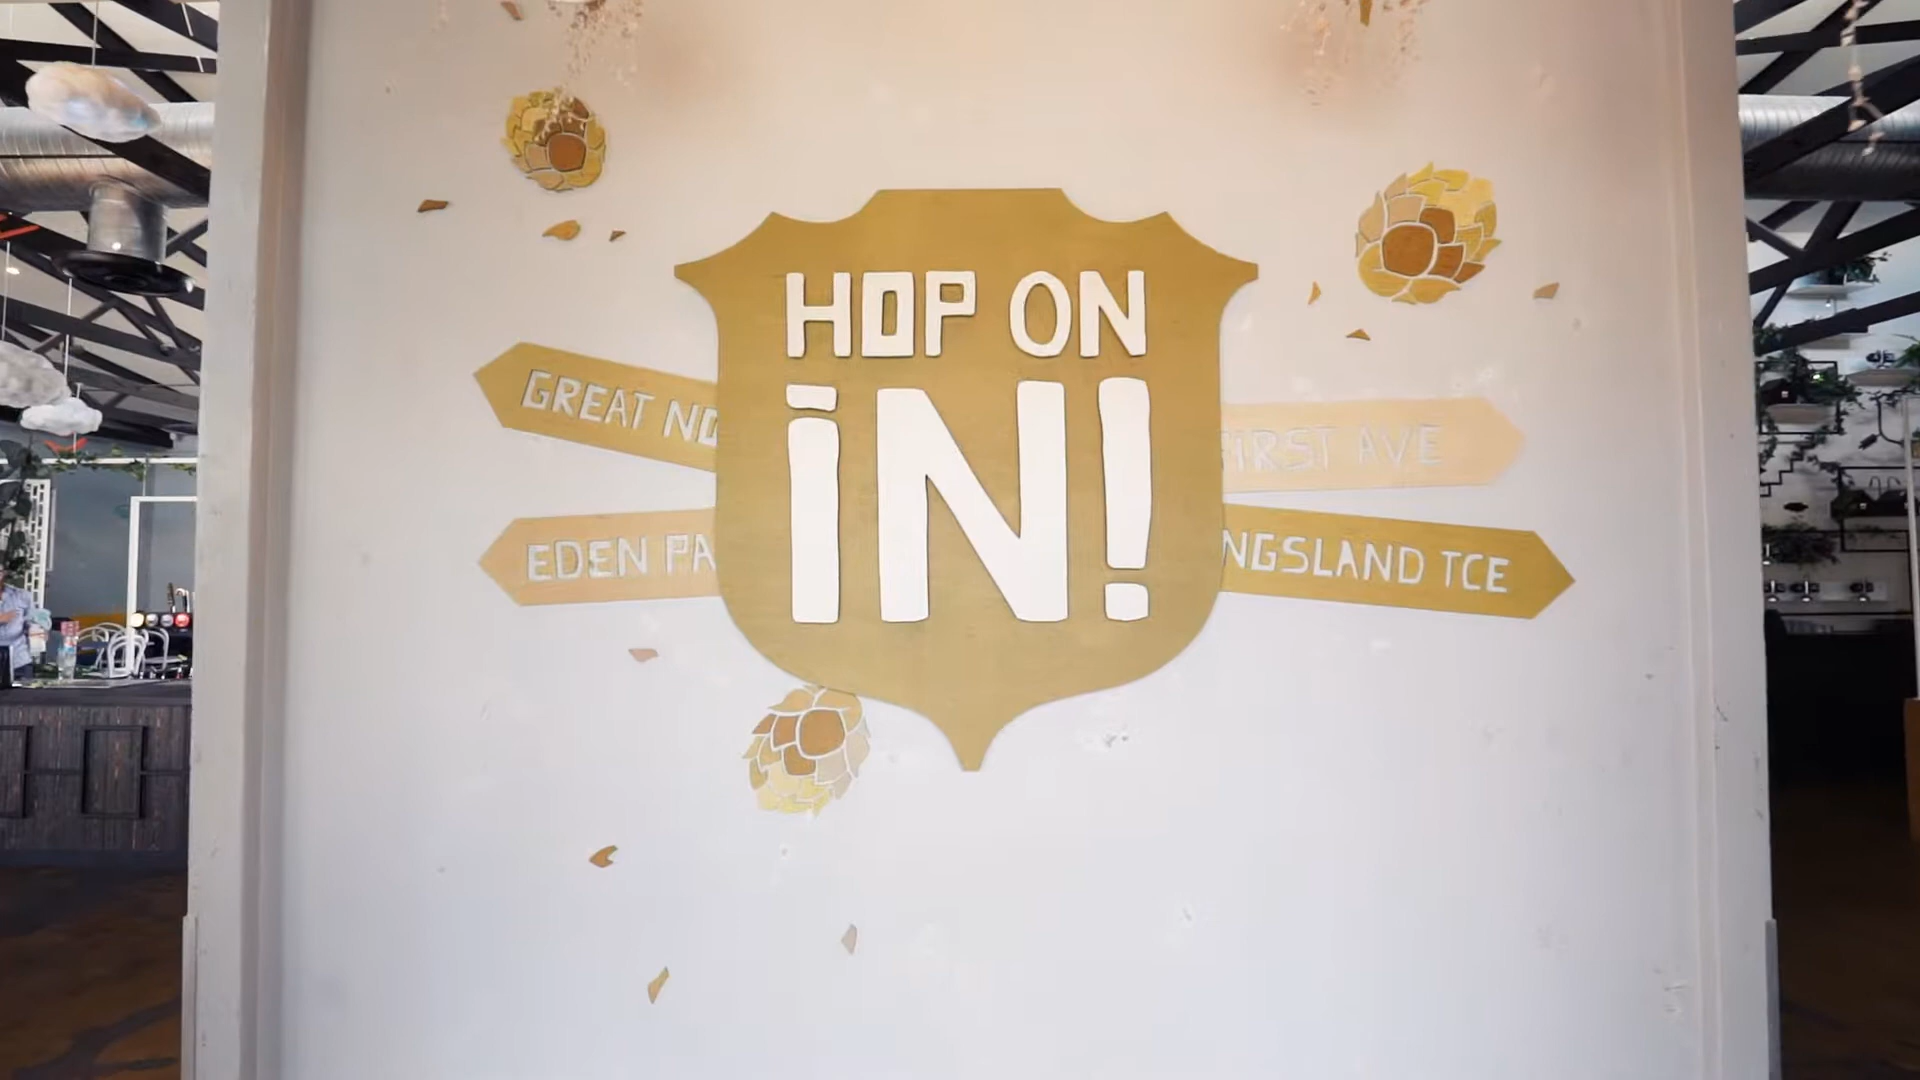 HOP ON
iN!
GREAT NO
FIRST AVE
EDEN PA
NGSLAND TCE